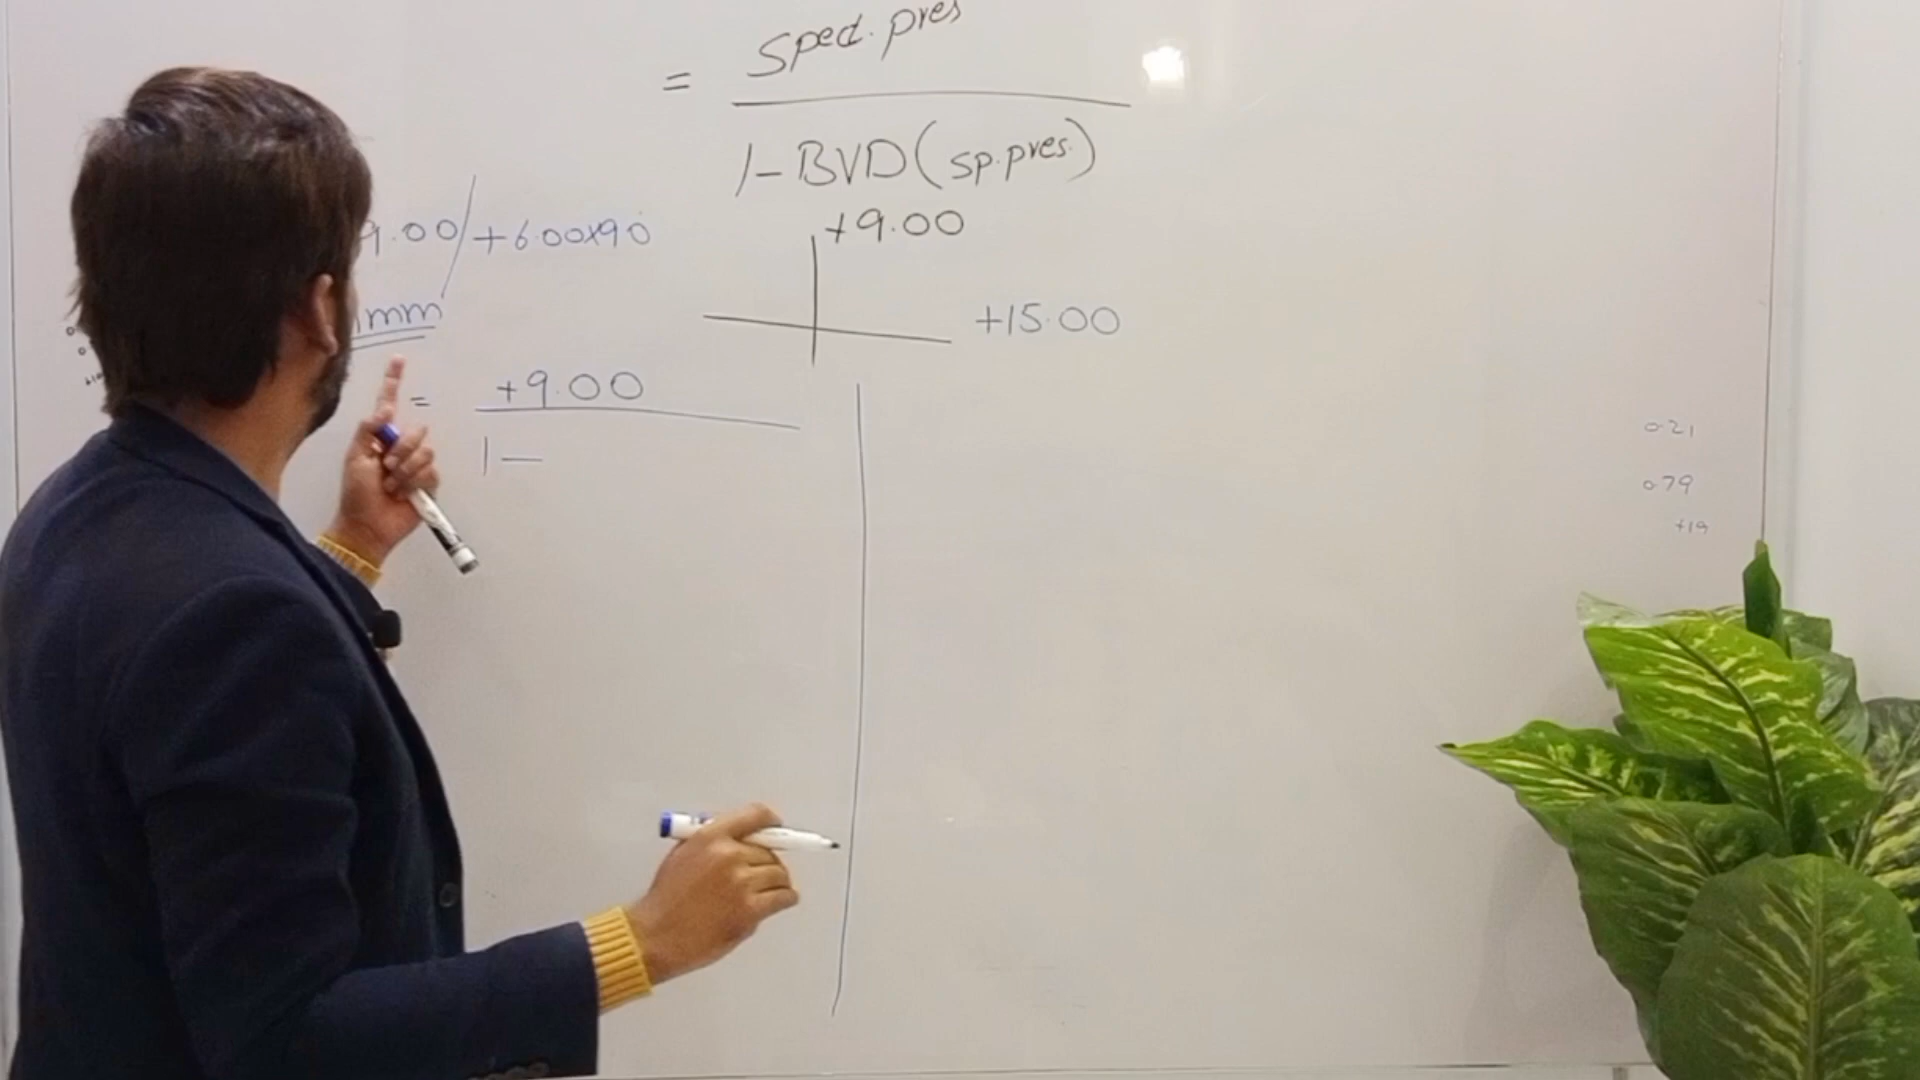 = Spect. pres
1-BVD(sp.pres.)
9.00/+6.00x90
+9.00
mm
+15.00
= +9.00
1 -
0.21
0.79
+19